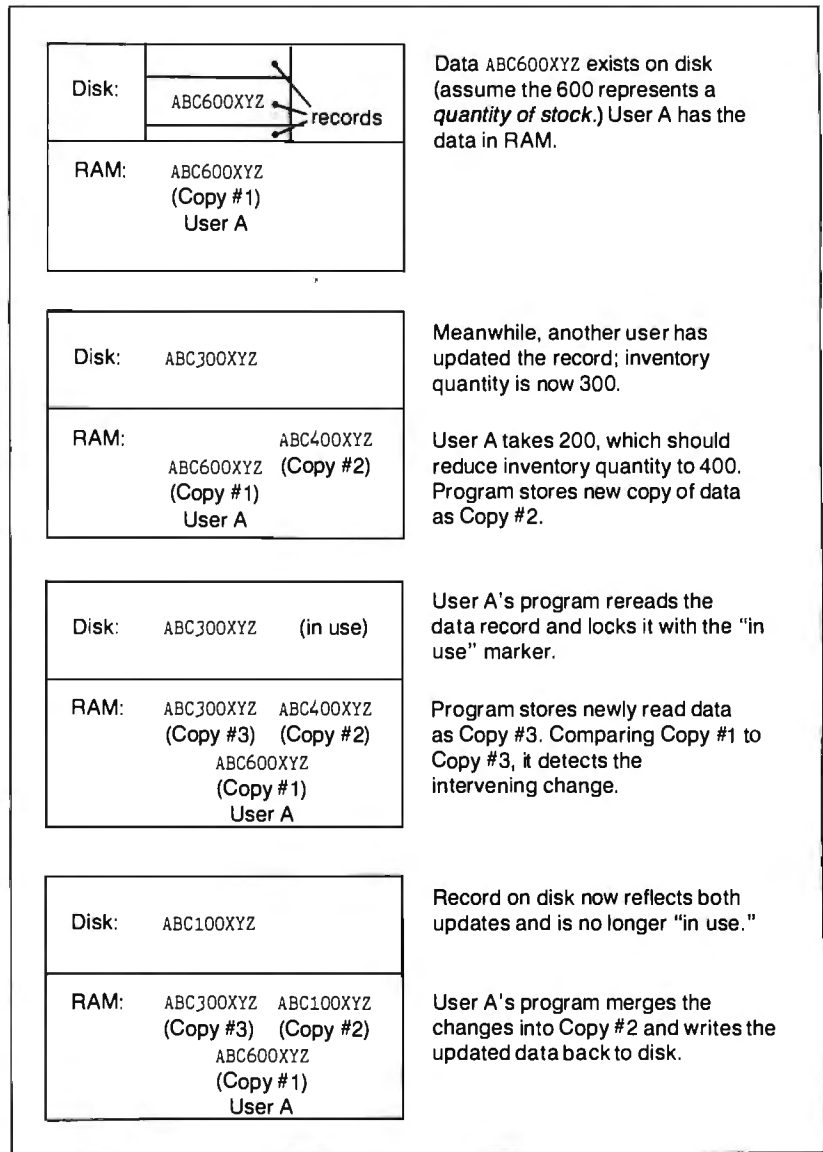 Disk:
ABC600XYZ
records
RAM:
ABC600XYZ
(Copy #1)
User A
Data ABC600XYZ exists on disk
(assume the 600 represents a
quantity of stock.) User A has the
data in RAM.
Disk:
ABC300XYZ
RAM:
ABC400XYZ
ABC600XYZ (Copy #2)
(Copy #1)
User A
Meanwhile, another user has
updated the record; inventory
quantity is now 300.
User A takes 200, which should
reduce inventory quantity to 400.
Program stores new copy of data
as Copy #2.
Disk: ABC300XYZ (in use)
RAM: ABC300XYZ ABC400XYZ
(Copy #3) (Copy #2)
ABC600XYZ
(Copy #1)
User A
User A's program rereads the
data record and locks it with the "in
use" marker.
Program stores newly read data
as Copy #3. Comparing Copy #1 to
Copy #3, it detects the
intervening change.
Disk: ABC100XYZ
RAM: ABC300XYZ ABC100XYZ
(Copy #3) (Copy #2)
ABC600XYZ
(Copy #1)
User A
Record on disk now reflects both
updates and is no longer "in use."
User A's program merges the
changes into Copy #2 and writes the
updated data back to disk.